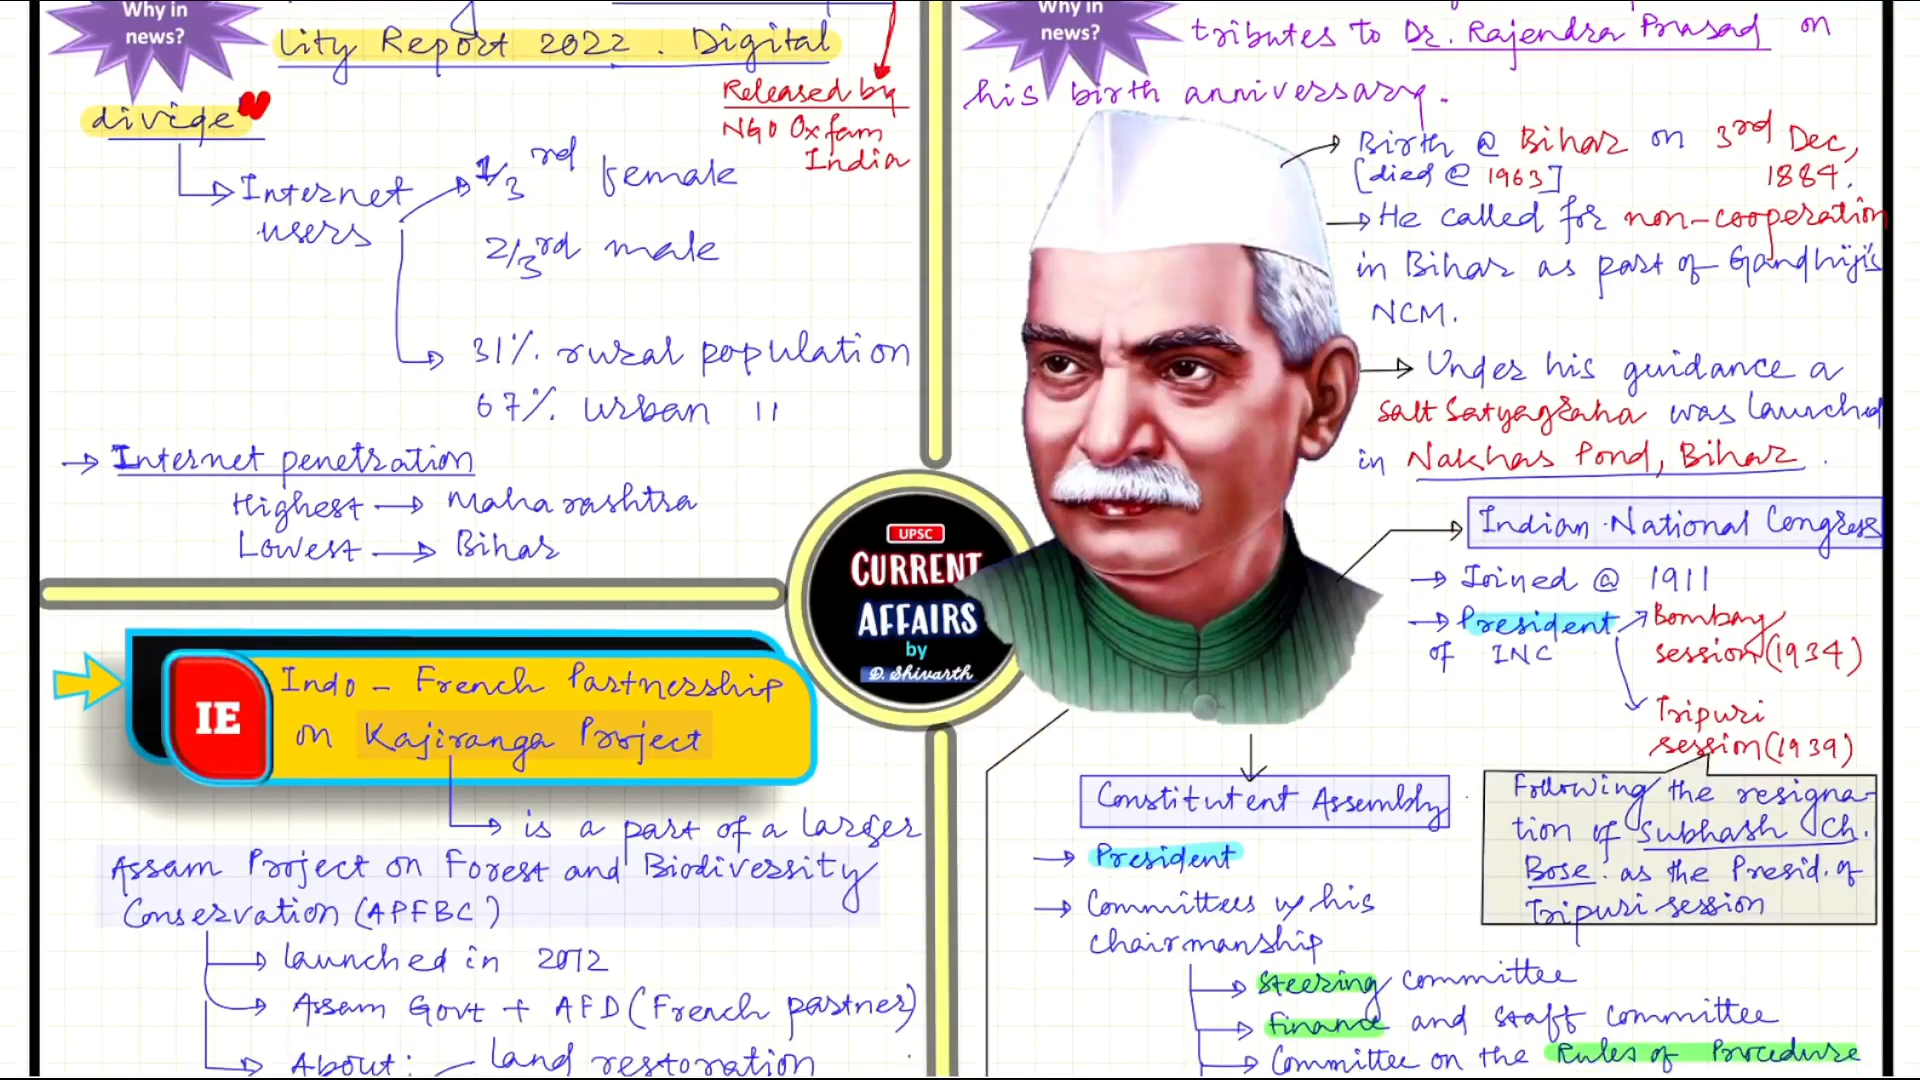 Why in
news?
lity Report 2022. Digital
divide"
Released by
NGO Oxfam
India
Internet
users
1/3rd female
2/3rd male
31% rural population
67% urban 11
Internet penetration
Highest → Maharashtra
Lowest → Bihar
IE
Indo - French Partnership
on Kajiranga Project
is a part of a larger
Assam Project on Forest and Biodiversity
Conservation (APFBC)
launched in 2012
Assam Govt + AFD (French partner)
About: - land restoration
UPSC
CURRENT
AFFAIRS
by
D. Shivarth
Why in
news?
tributes to Dr. Rajendra Prasad on
his birth anniversary.
Birth @ Bihar on 3rd Dec,
[died @ 1963] 1884.
He called for non-cooperation
in Bihar as part of Gandhiji's
NCM.
Under his guidance a
Salt Satyagraha was launched
in Nakhas Pond, Bihar.
Indian National Congress
Joined @ 1911
President
of INC
Bombay
session (1934)
Tripuri
session (1939)
Following the resigna-
tion of Subhash Ch.
Bose. as the Presid. of
Tripuri session
Constitutent Assembly
President
Committees u/his
chairmanship
Steering committee
Finance and staff committee
Committee on the Rules of Procedure